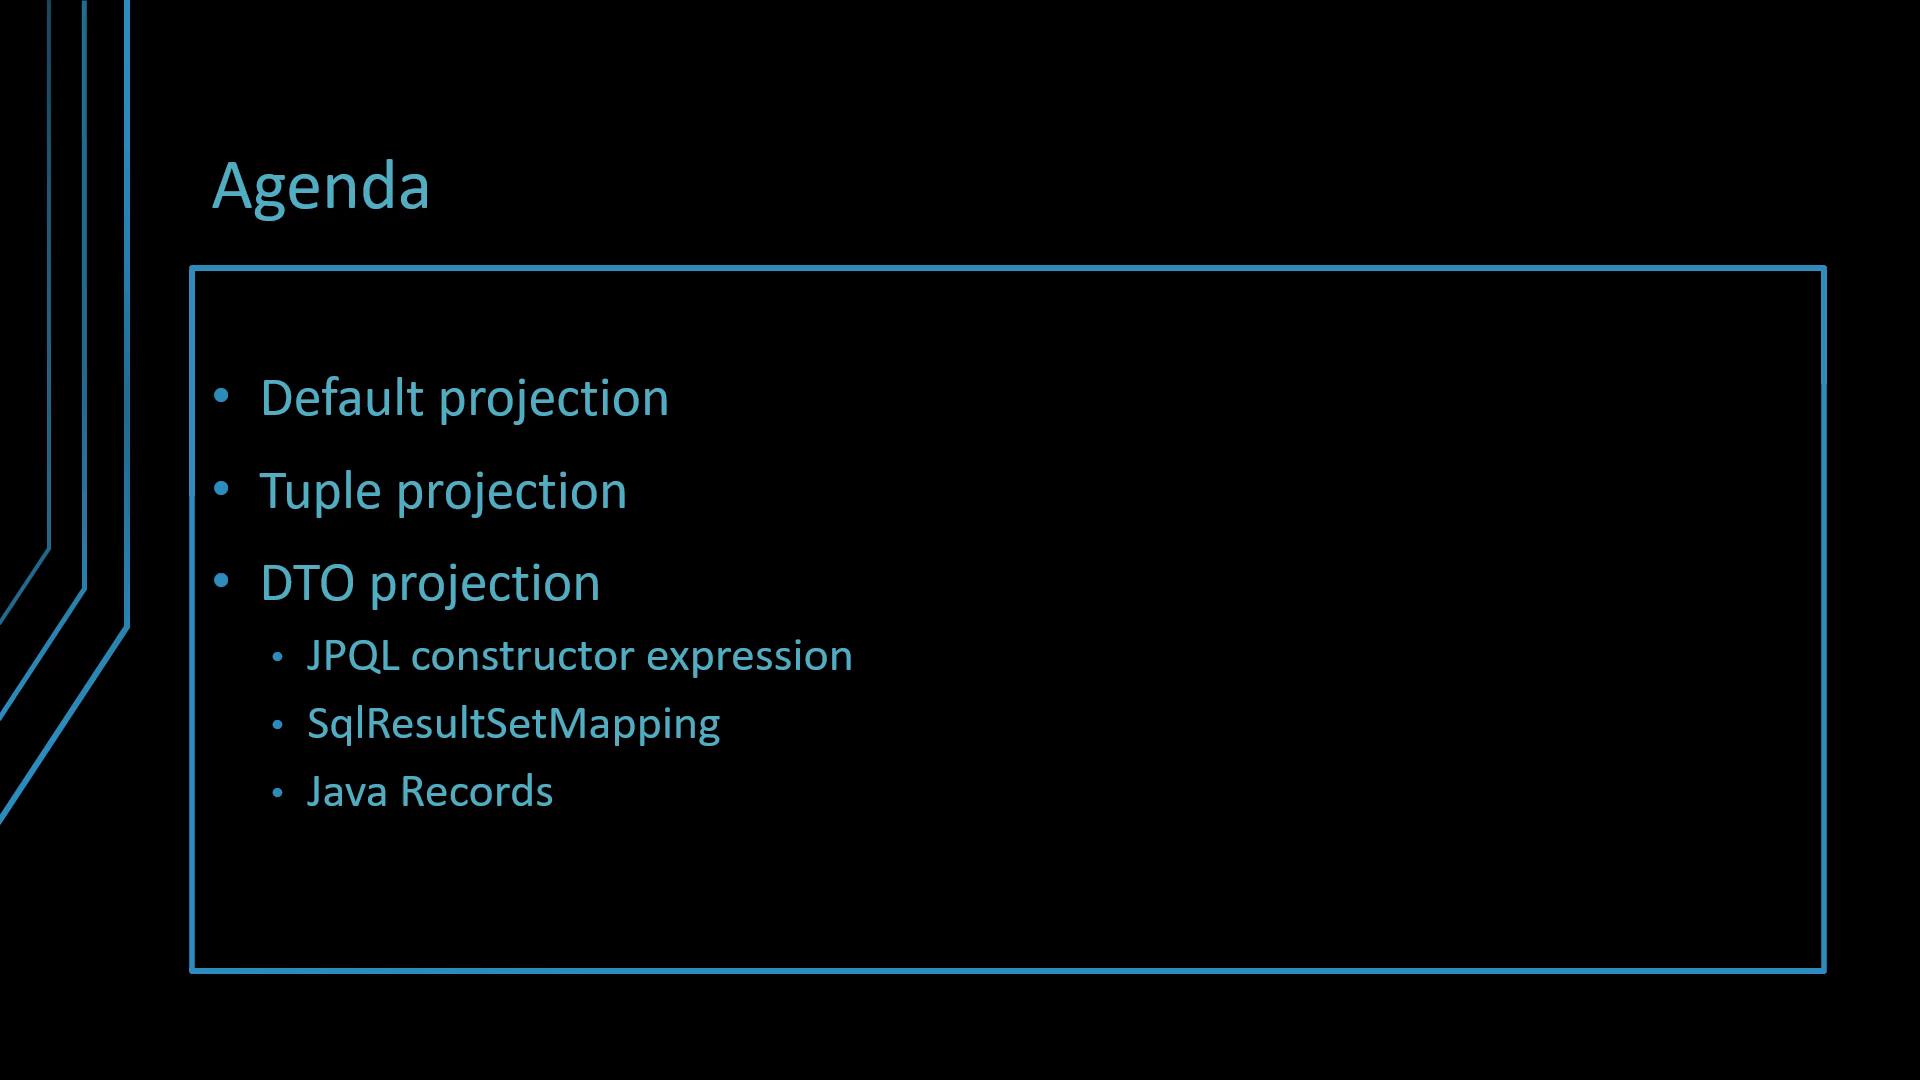 Agenda
• Default projection
• Tuple projection
• DTO projection
• JPQL constructor expression
• SqlResultSetMapping
• Java Records